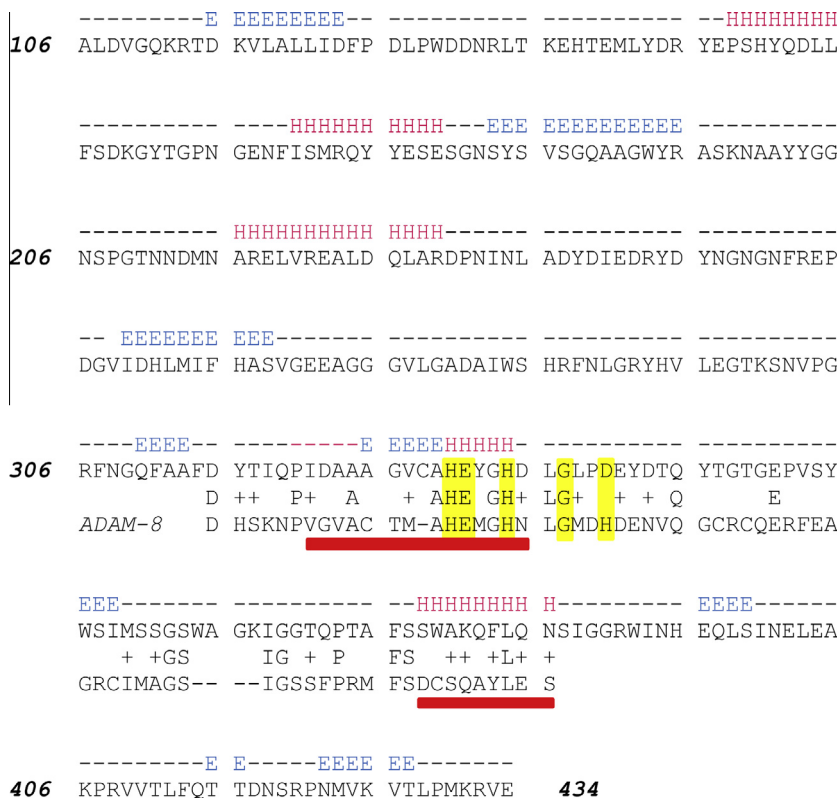 ---------E EEEEEEEE-- ---------- ---------- --HHHHHHHH
106 ALDVGQKRTD KVLALLIDFP DLPWDDNRLT KEHTEMLYDR YEPSHYQDLL
---------- ----HHHHHH HHHH---EEE EEEEEEEEEE ----------
FSDKGYTGPN GENFISMRQY YESESGNSYS VSGQAAGWYR ASKNAAYYGG
---------- HHHHHHHHHH HHHH------ ---------- ----------
206 NSPGTNNDMN ARELVREALD QLARDPNINL ADYDIEDRYD YNGNGNFREP
-- EEEEEEE EEE------- ---------- ---------- ----------
DGVIDHLMIF HASVGEEAGG GVLGADAIWS HRFNLGRYHV LEGTKSNVPG
----EEEE-- ---------E EEEEHHHHH- ---------- ----------
306 RFNGQFAAFD YTIQPIDAAA GVCAHEYGHD LGLPDEYDTQ YTGTGEPVSY
D ++ P+ A + AHE GH+ LG+ + + Q E
ADAM-8 D HSKNPVGVAC TM-AHEMGHN LGMDHDENVQ GCRCQERFEA
EEE------- ---------- --HHHHHHHH H--------- EEEE------
WSIMSSGSWA GKIGGTQPTA FSSWAKQFLQ NSIGGRWINH EQLSINELEA
+ +GS IG + P FS ++ +L+ +
GRCIMAGS-- -IGSSFPRM FSDCSQAYLE S
---------E E-----EEEE EE-------
406 KPRVVTLFQT TDNSRPNMVK VTLPMKRVE 434